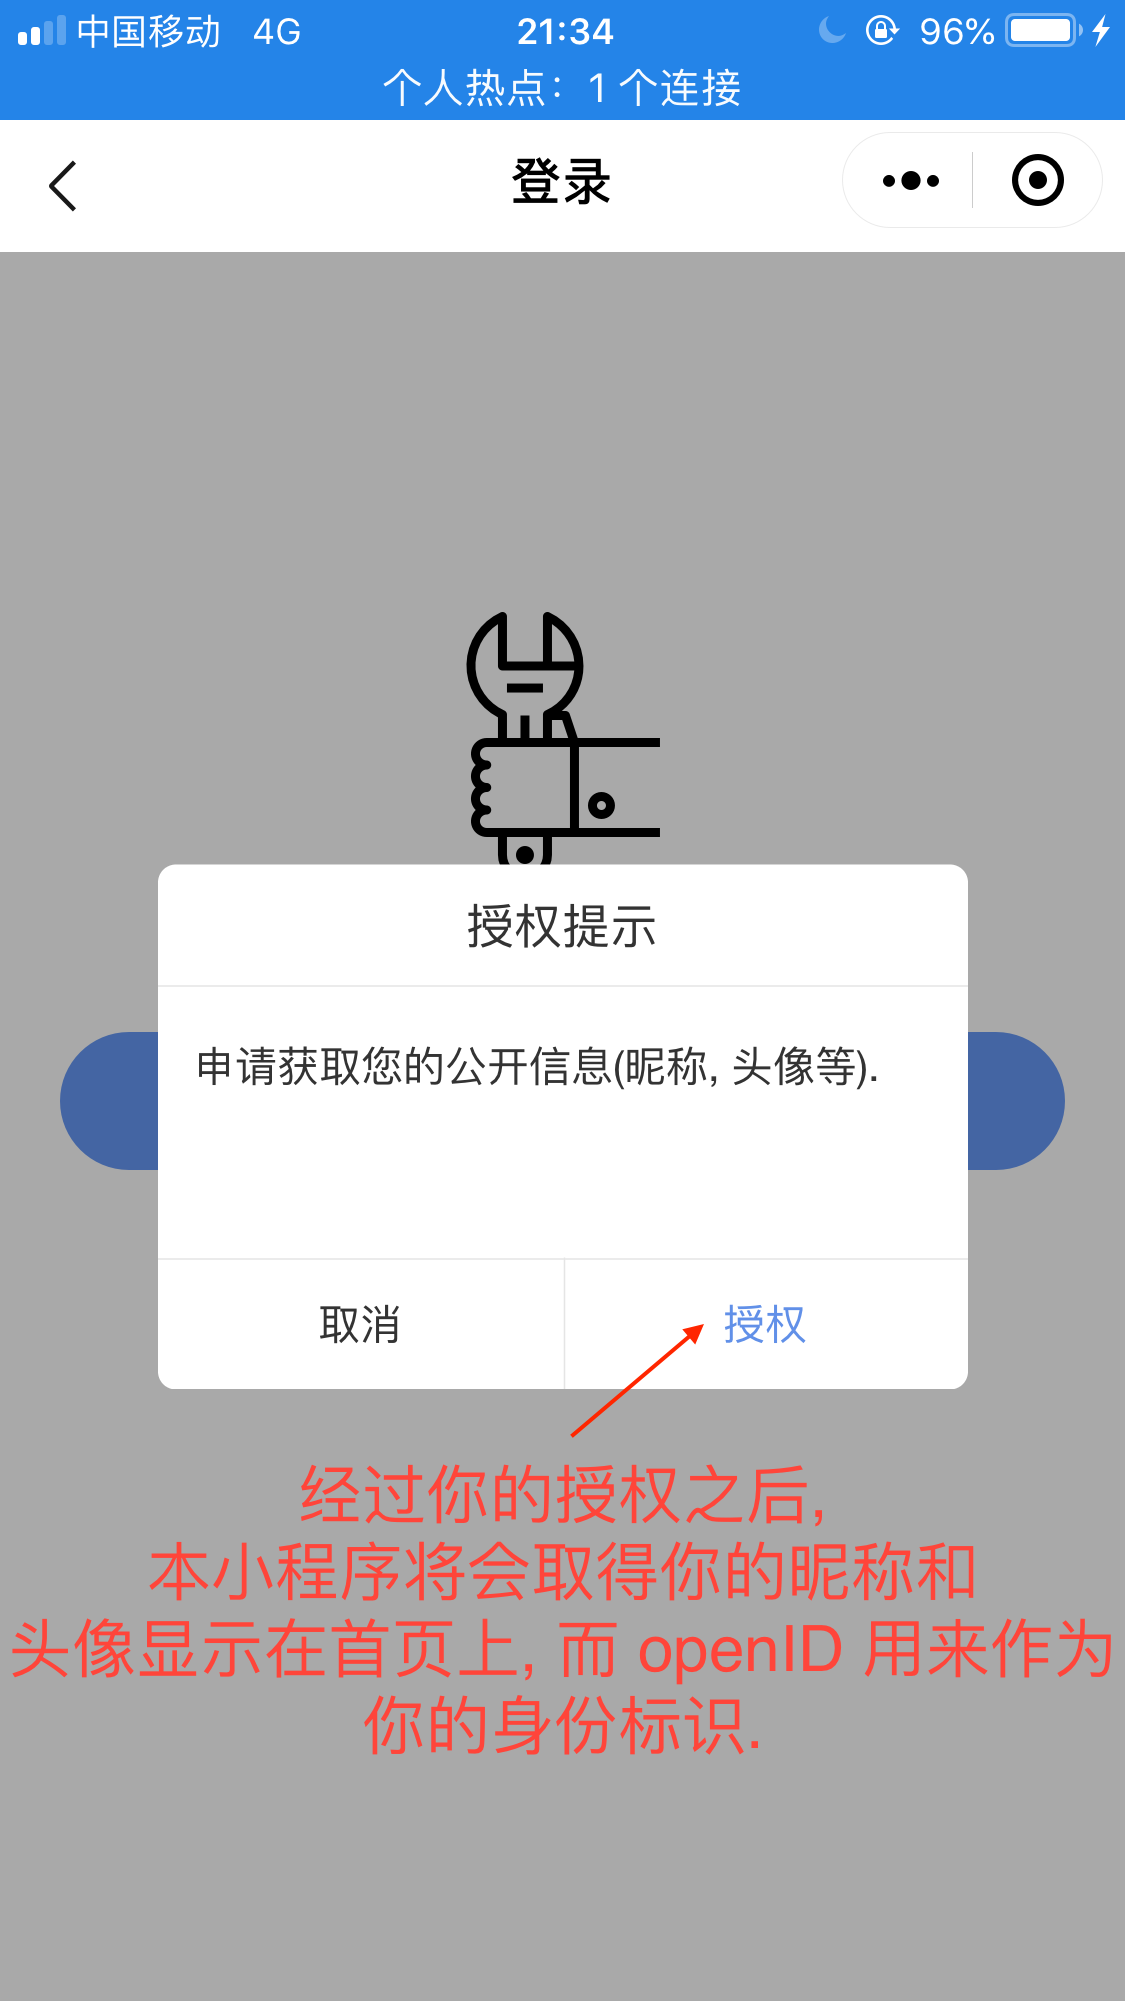 中国移动 4G 21:34 96%
个人热点：1 个连接
登录
授权提示
申请获取您的公开信息(昵称, 头像等).
取消 授权
经过你的授权之后,
本小程序将会取得你的昵称和
头像显示在首页上, 而 openID 用来作为
你的身份标识.